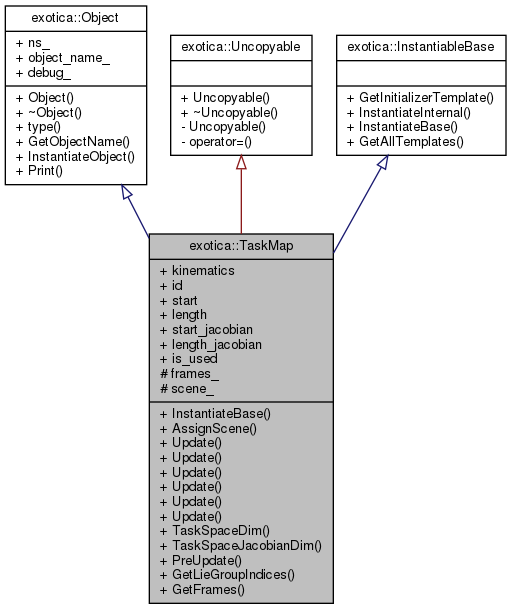 exotica::Object
+ ns_
+ object_name_
+ debug_
+ Object()
+ ~Object()
+ type()
+ GetObjectName()
+ InstantiateObject()
+ Print()
exotica::Uncopyable
+ Uncopyable()
+ ~Uncopyable()
- Uncopyable()
- operator=()
exotica::InstantiableBase
+ GetInitializerTemplate()
+ InstantiateInternal()
+ InstantiateBase()
+ GetAllTemplates()
exotica::TaskMap
+ kinematics
+ id
+ start
+ length
+ start_jacobian
+ length_jacobian
+ is_used
# frames_
# scene_
+ InstantiateBase()
+ AssignScene()
+ Update()
+ Update()
+ Update()
+ Update()
+ Update()
+ Update()
+ TaskSpaceDim()
+ TaskSpaceJacobianDim()
+ PreUpdate()
+ GetLieGroupIndices()
+ GetFrames()